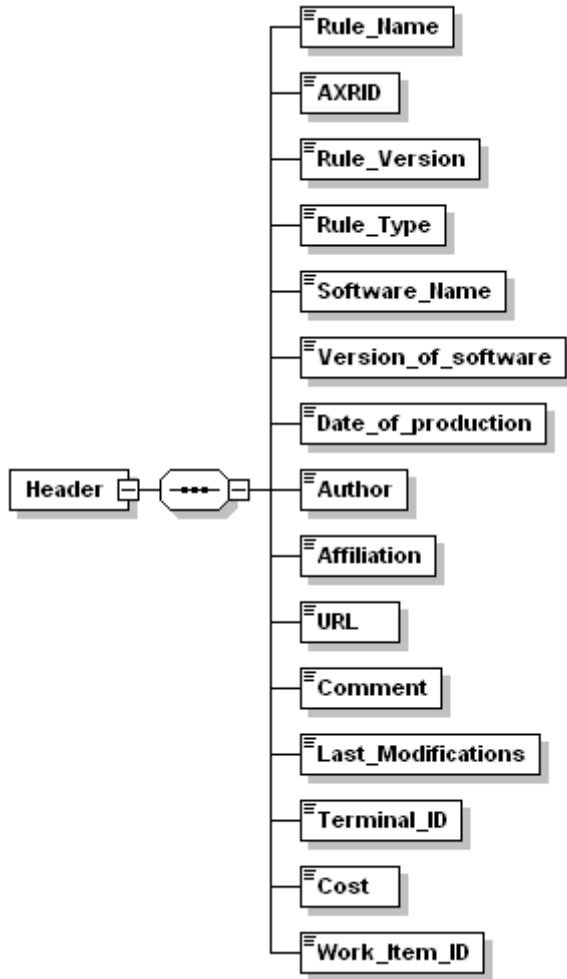 Rule_Name
AXRID
Rule_Version
Rule_Type
Software_Name
Version_of_software
Date_of_production
Header
Author
Affiliation
URL
Comment
Last_Modifications
Terminal_ID
Cost
Work_Item_ID